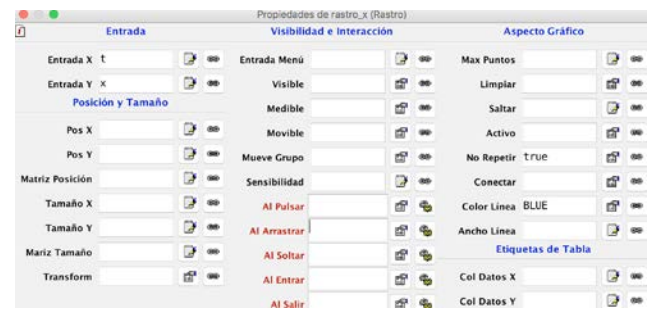 Propiedades de rastro_x (Rastro)
Entrada Visibilidad e Interacción Aspecto Gráfico
Entrada X t Entrada Menú Max Puntos
Entrada Y x Visible Limpiar
Posición y Tamaño Medible Saltar
Pos X Movible Activo
Pos Y Mueve Grupo No Repetir true
Matriz Posición Sensibilidad Conectar
Tamaño X Al Pulsar Color Línea BLUE
Tamaño Y Al Arrastrar Ancho Línea
Mariz Tamaño Al Soltar Etiquetas de Tabla
Transform Al Entrar Col Datos X
Al Salir Col Datos Y